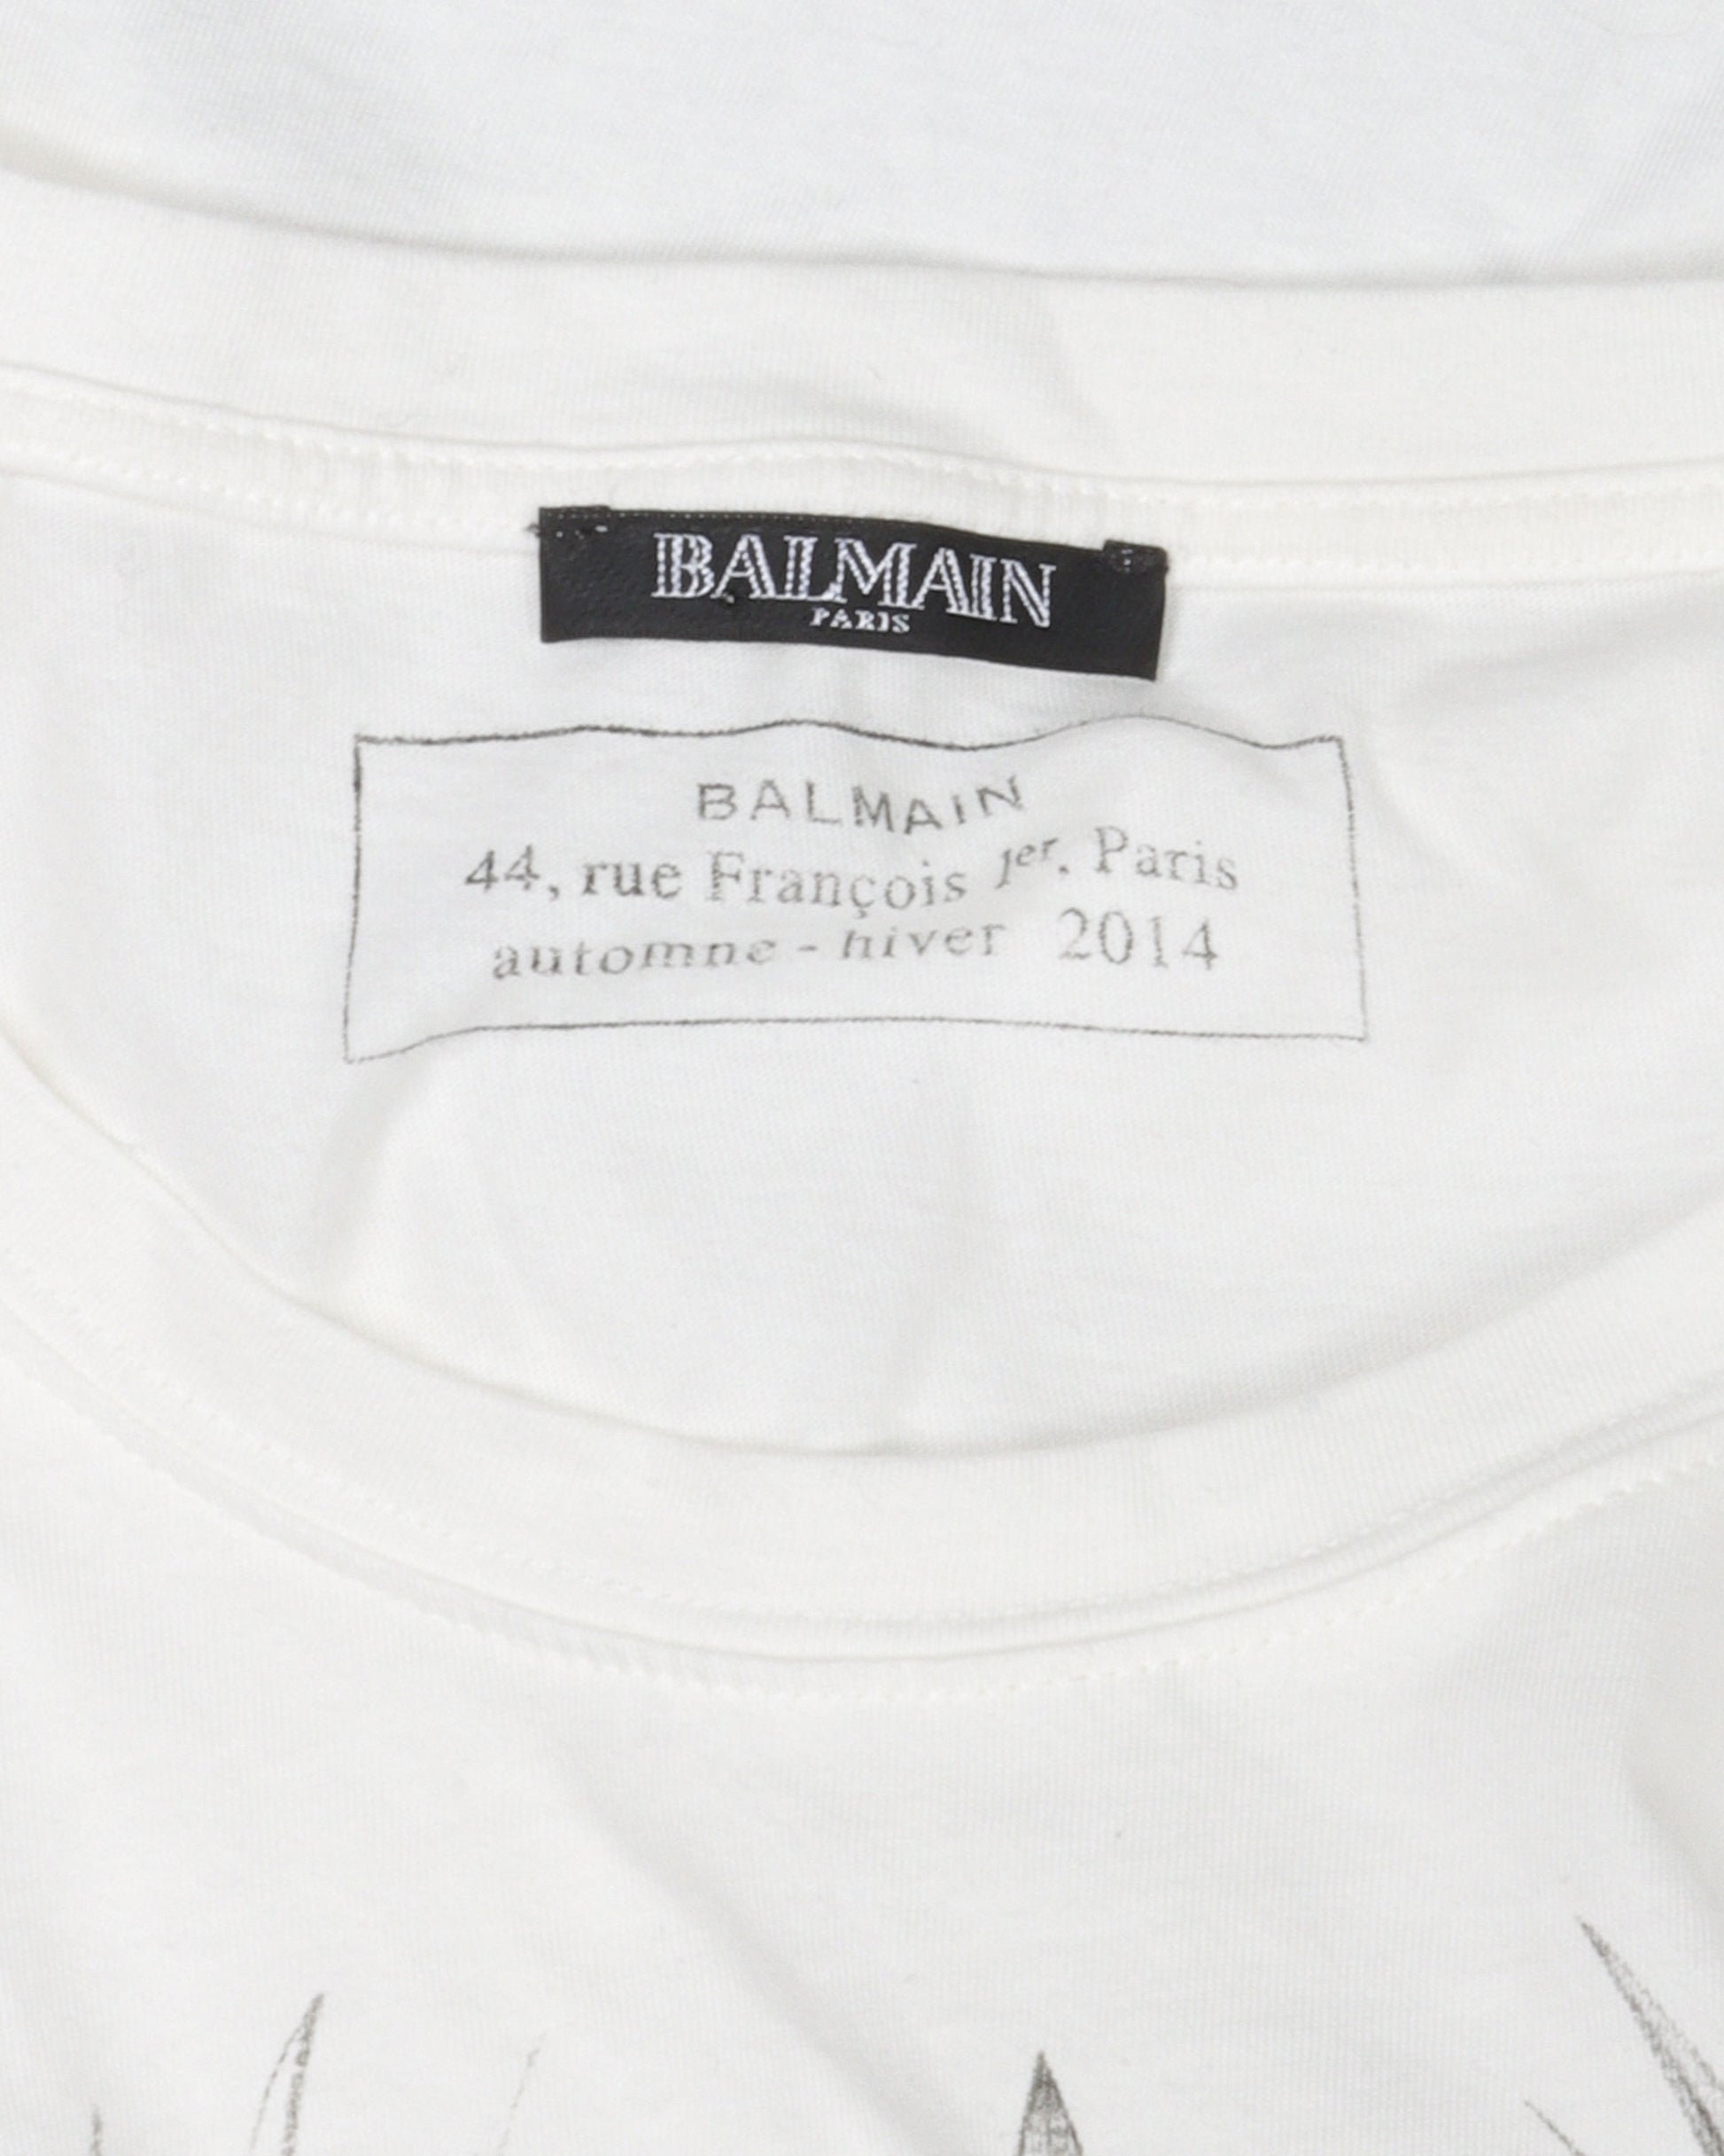 BALMAIN
PARIS
BALMAIN
44, rue François 1er. Paris
automne - hiver 2014